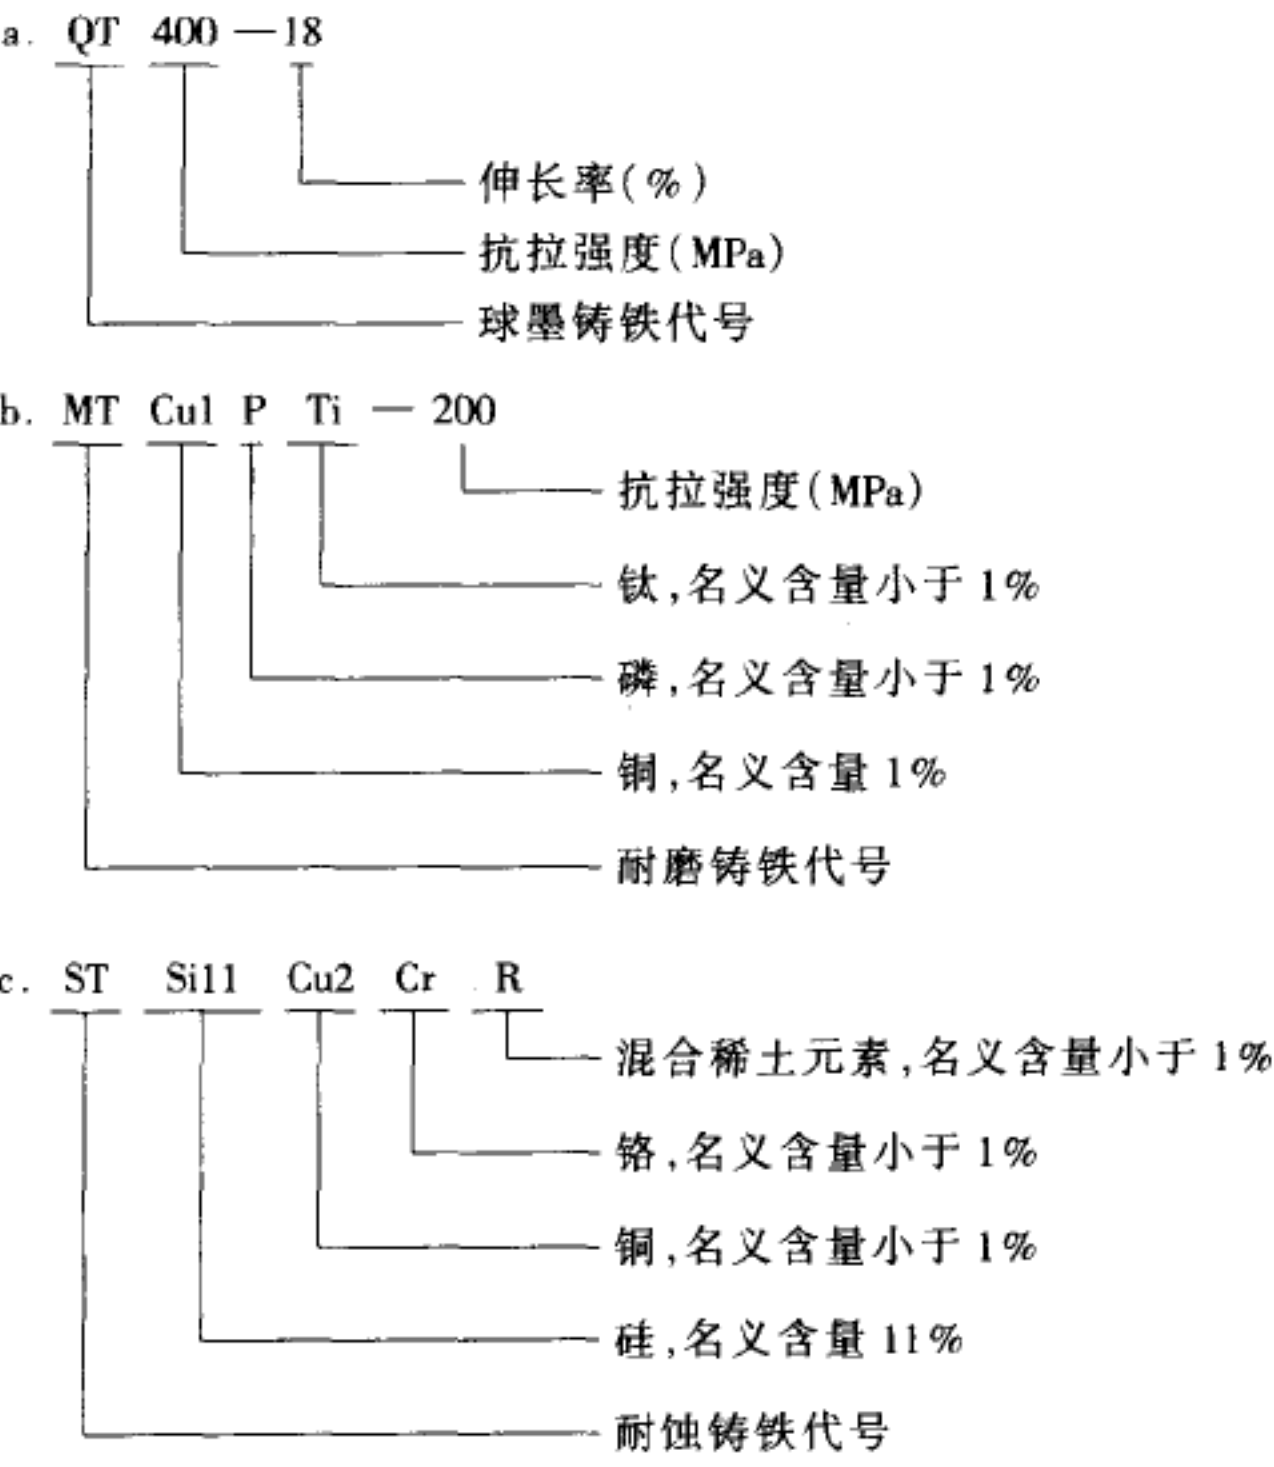 a. QT 400 — 18
伸长率(%)
抗拉强度(MPa)
球墨铸铁代号
b. MT Cu1 P Ti — 200
抗拉强度(MPa)
钛,名义含量小于 1%
磷,名义含量小于 1%
铜,名义含量 1%
耐磨铸铁代号
c. ST Si11 Cu2 Cr R
混合稀土元素,名义含量小于 1%
铬,名义含量小于 1%
铜,名义含量小于 1%
硅,名义含量 11%
耐蚀铸铁代号